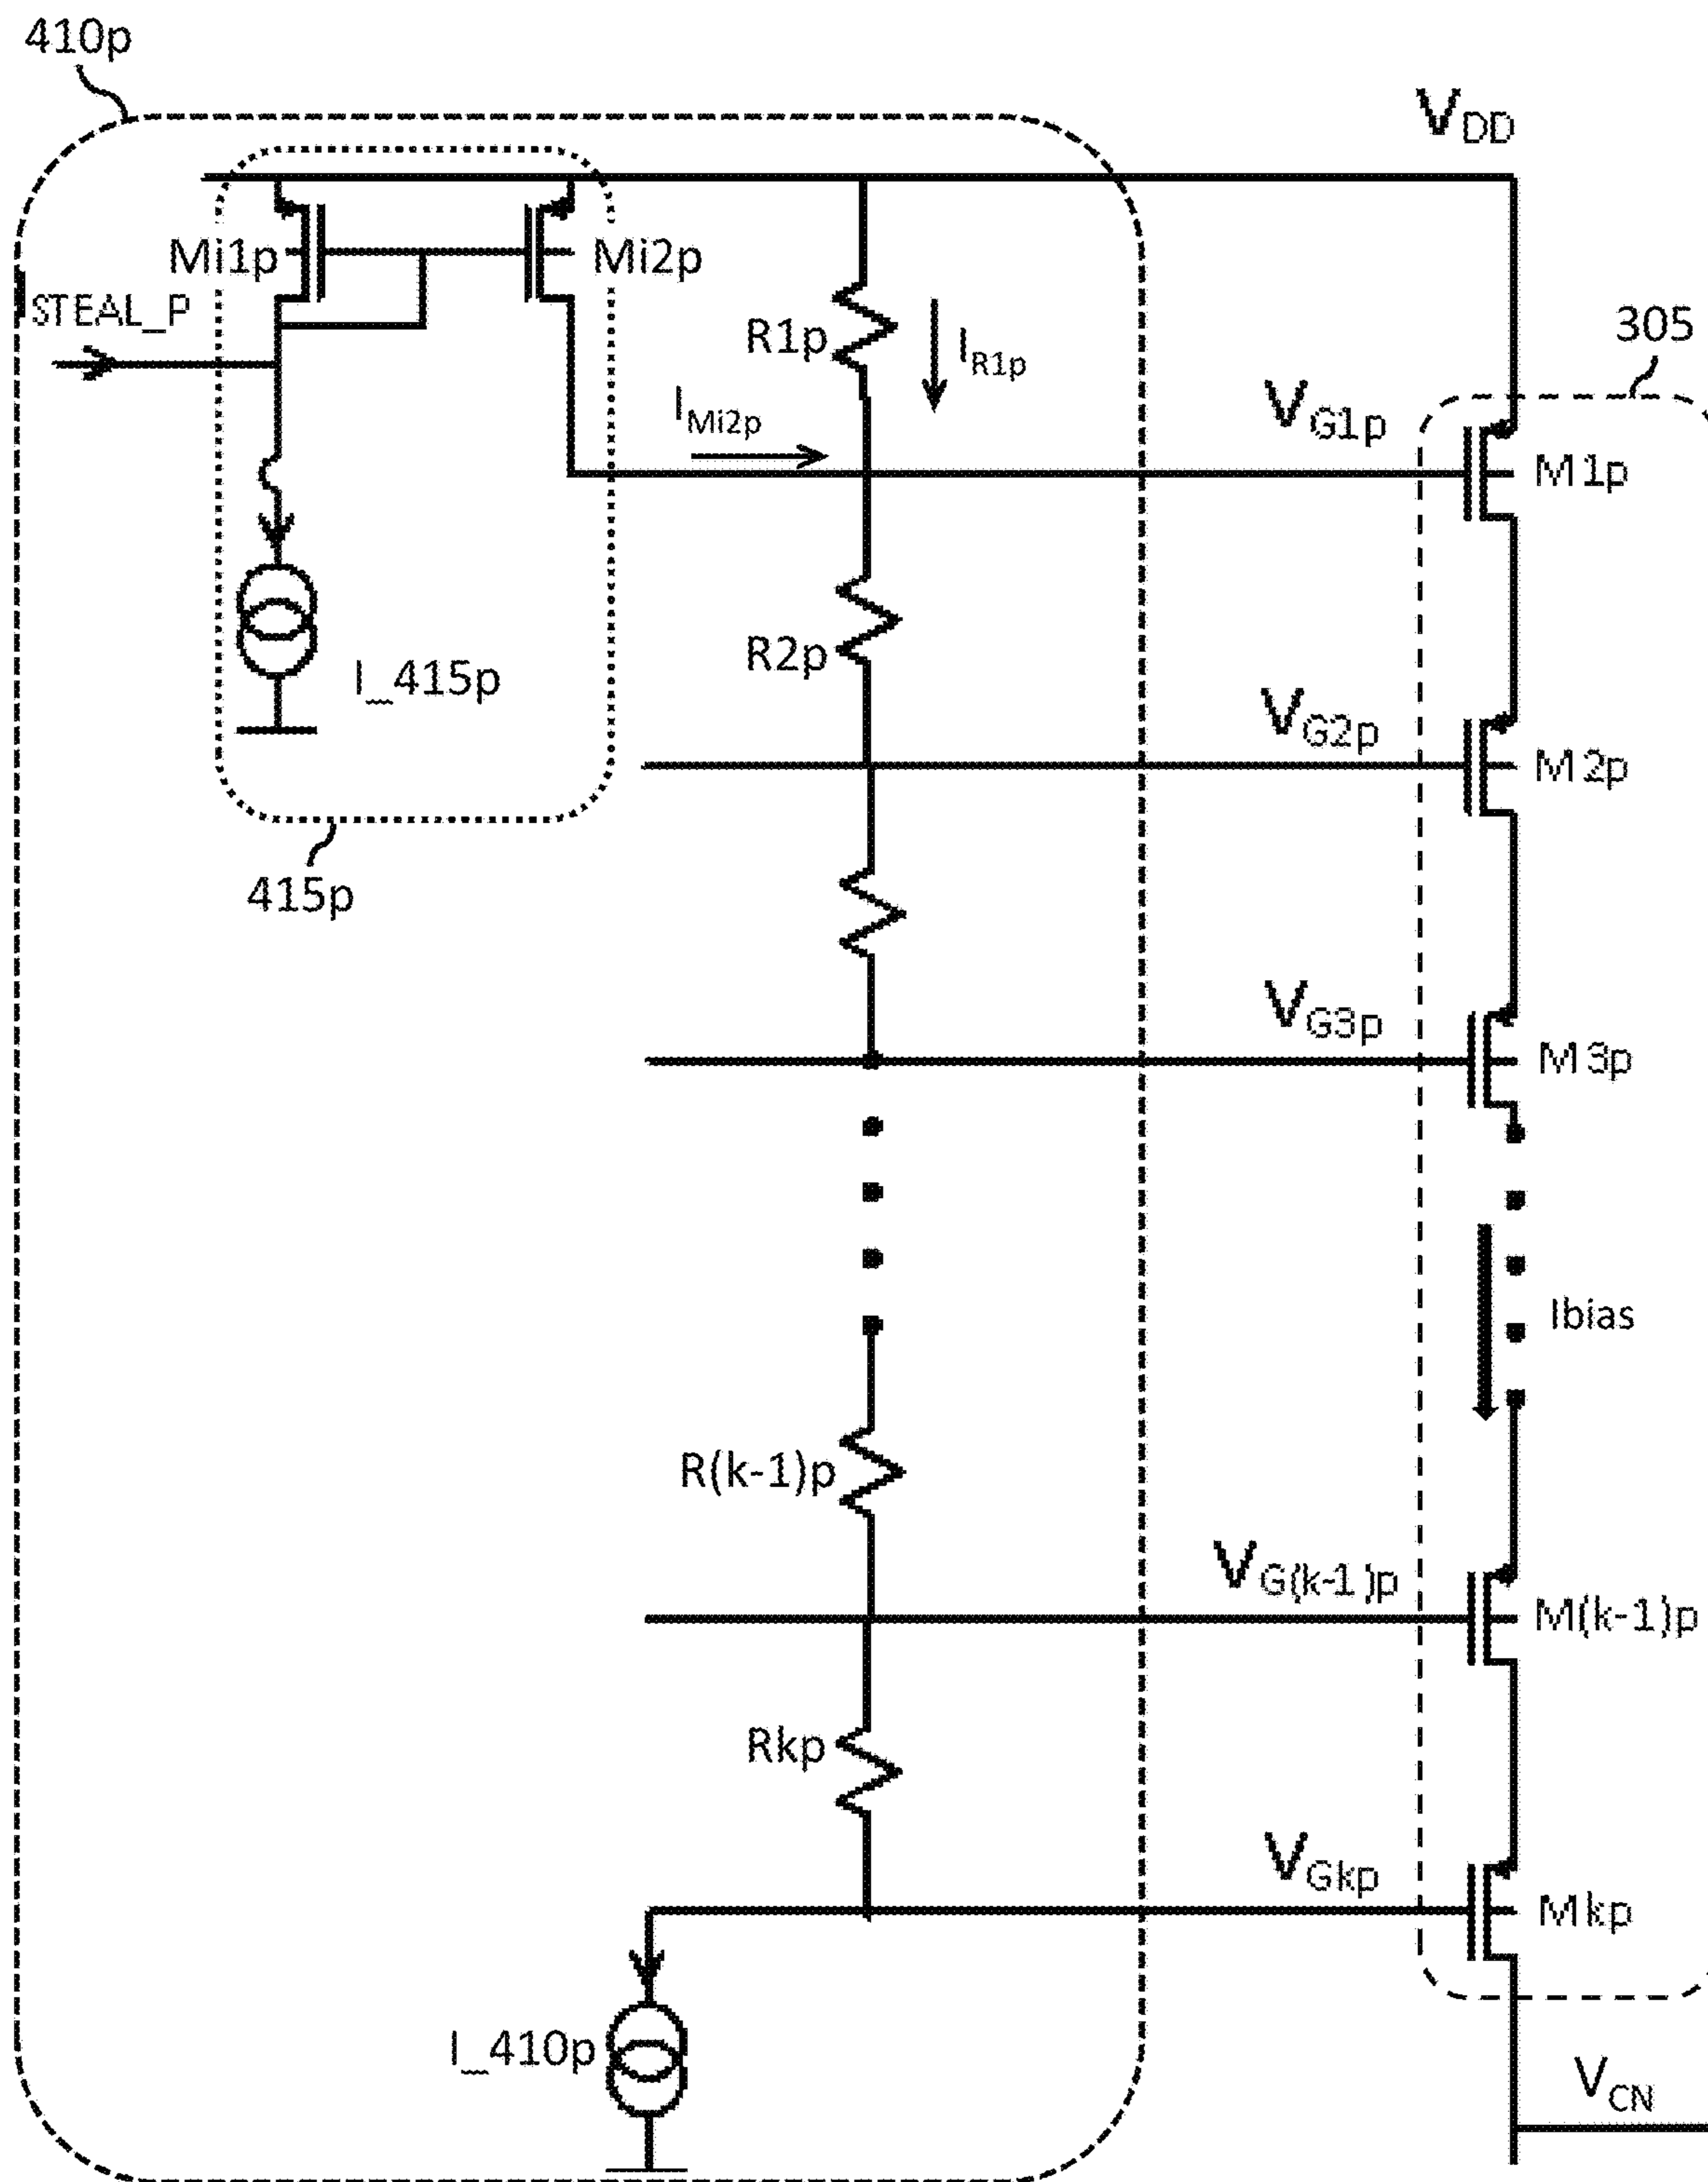 410p
VDD
Mi1p
Mi2p
ISTEAL_P
R1p
IR1p
305
IMi2p
VG1p
M1p
R2p
I_415p
VG2p
M2p
415p
VG3p
M3p
Ibias
R(k-1)p
VG(k-1)p
M(k-1)p
Rkp
VGkp
Mkp
I_410p
VCN